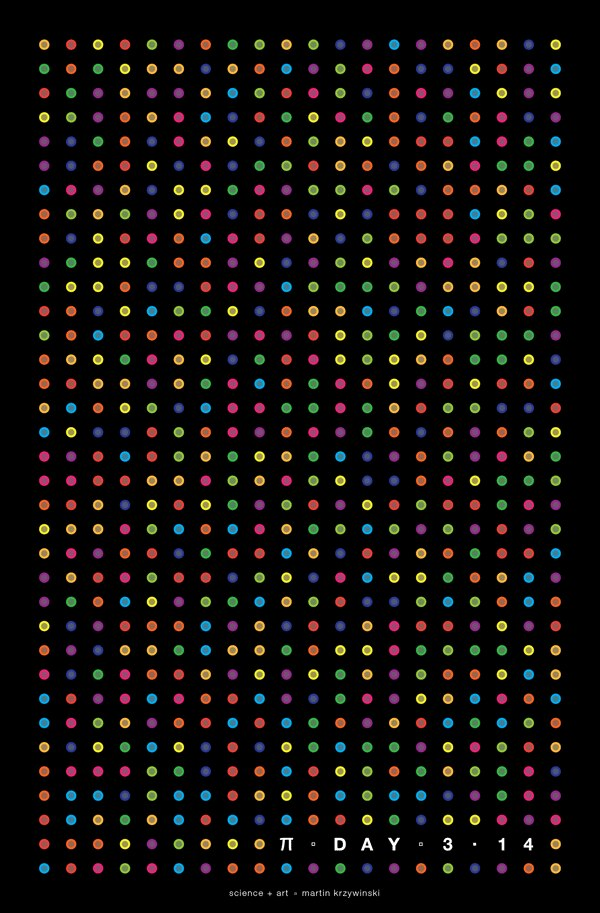 π · DAY · 3 · 14
science + art • martin krzywinski